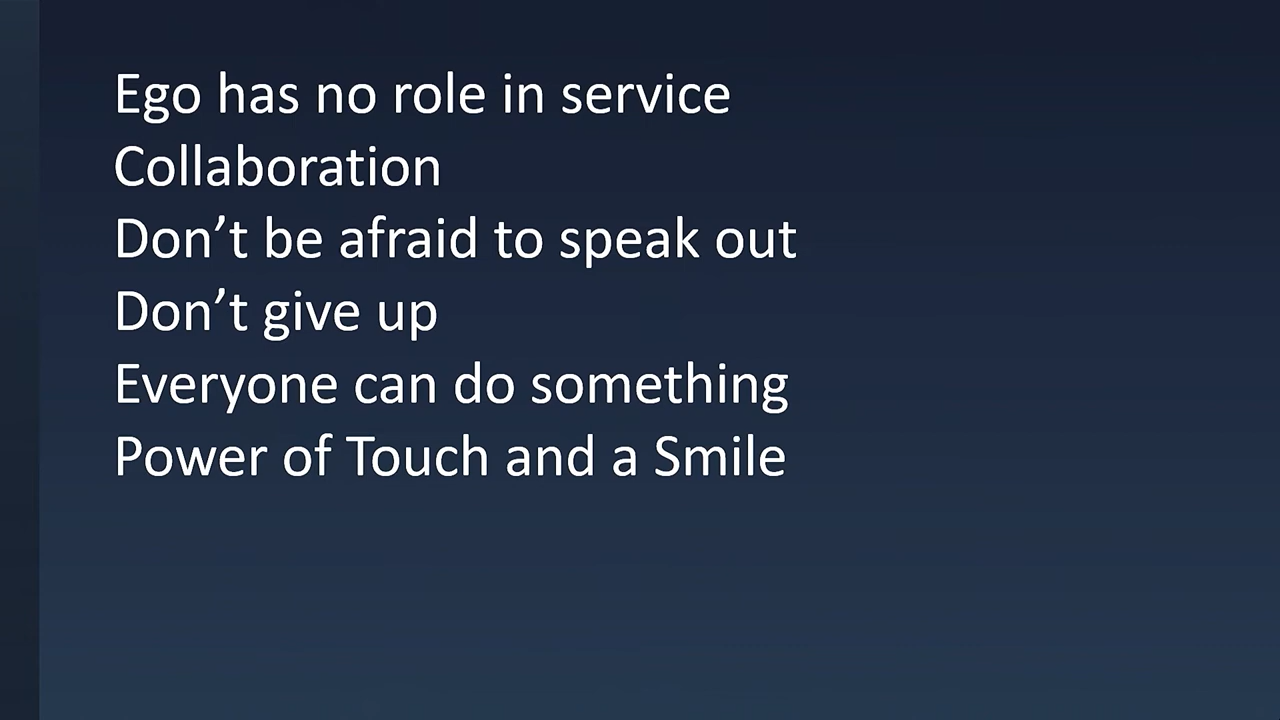 Ego has no role in service
Collaboration
Don’t be afraid to speak out
Don’t give up
Everyone can do something
Power of Touch and a Smile